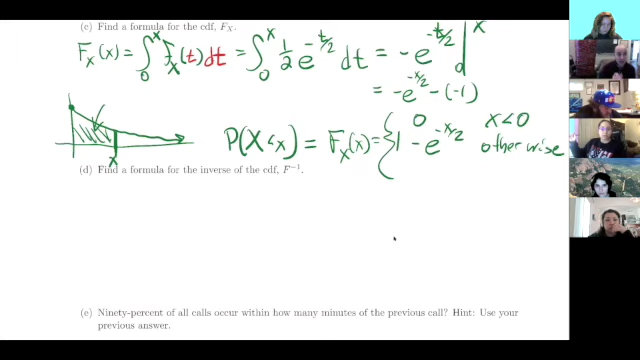 (c) Find a formula for the cdf, F_X.
F_X(x) = ∫_0^x F_X(t) dt = ∫_0^x 1/2 e^{-t/2} dt = -e^{-t/2} |_0^x
= -e^{-x/2} - (-1)
P(X<x) = F_X(x) = { 0 x<0
1 - e^{-x/2} otherwise
x
(d) Find a formula for the inverse of the cdf, F^{-1}.
(e) Ninety-percent of all calls occur within how many minutes of the previous call? Hint: Use your
previous answer.